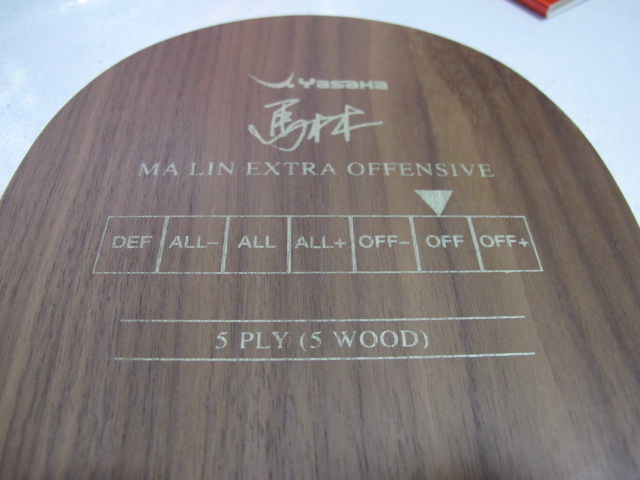 Yasaka
馬林
MA LIN EXTRA OFFENSIVE
DEF ALL- ALL ALL+ OFF- OFF OFF+
5 PLY (5 WOOD)